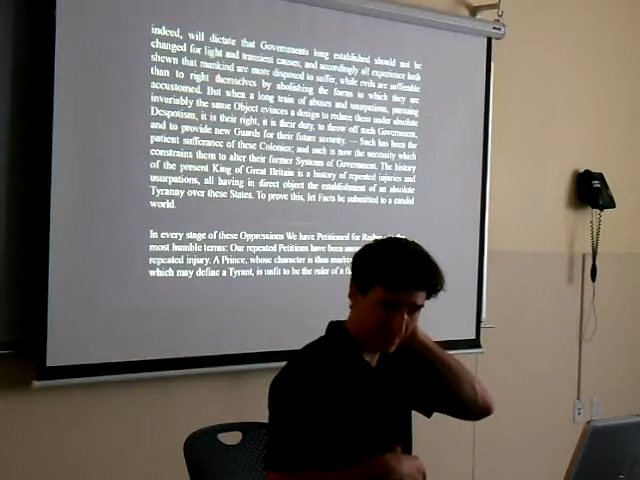 indeed, will dictate that Governments long established should not be
changed for light and transient causes; and accordingly all experience hath
shewn that mankind are more disposed to suffer, while evils are sufferable
than to right themselves by abolishing the forms to which they are
accustomed. But when a long train of abuses and usurpations, pursuing
invariably the same Object evinces a design to reduce them under absolute
Despotism, it is their right, it is their duty, to throw off such Government,
and to provide new Guards for their future security. — Such has been the
patient sufferance of these Colonies; and such is now the necessity which
constrains them to alter their former Systems of Government. The history
of the present King of Great Britain is a history of repeated injuries and
usurpations, all having in direct object the establishment of an absolute
Tyranny over these States. To prove this, let Facts be submitted to a candid
world.
In every stage of these Oppressions We have Petitioned for
most humble terms: Our repeated Petitions have been
repeated injury. A Prince, whose character is thus
which may define a Tyrant, is unfit to be the ruler of a